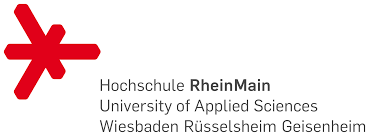 Hochschule RheinMain
University of Applied Sciences
Wiesbaden Rüsselsheim Geisenheim